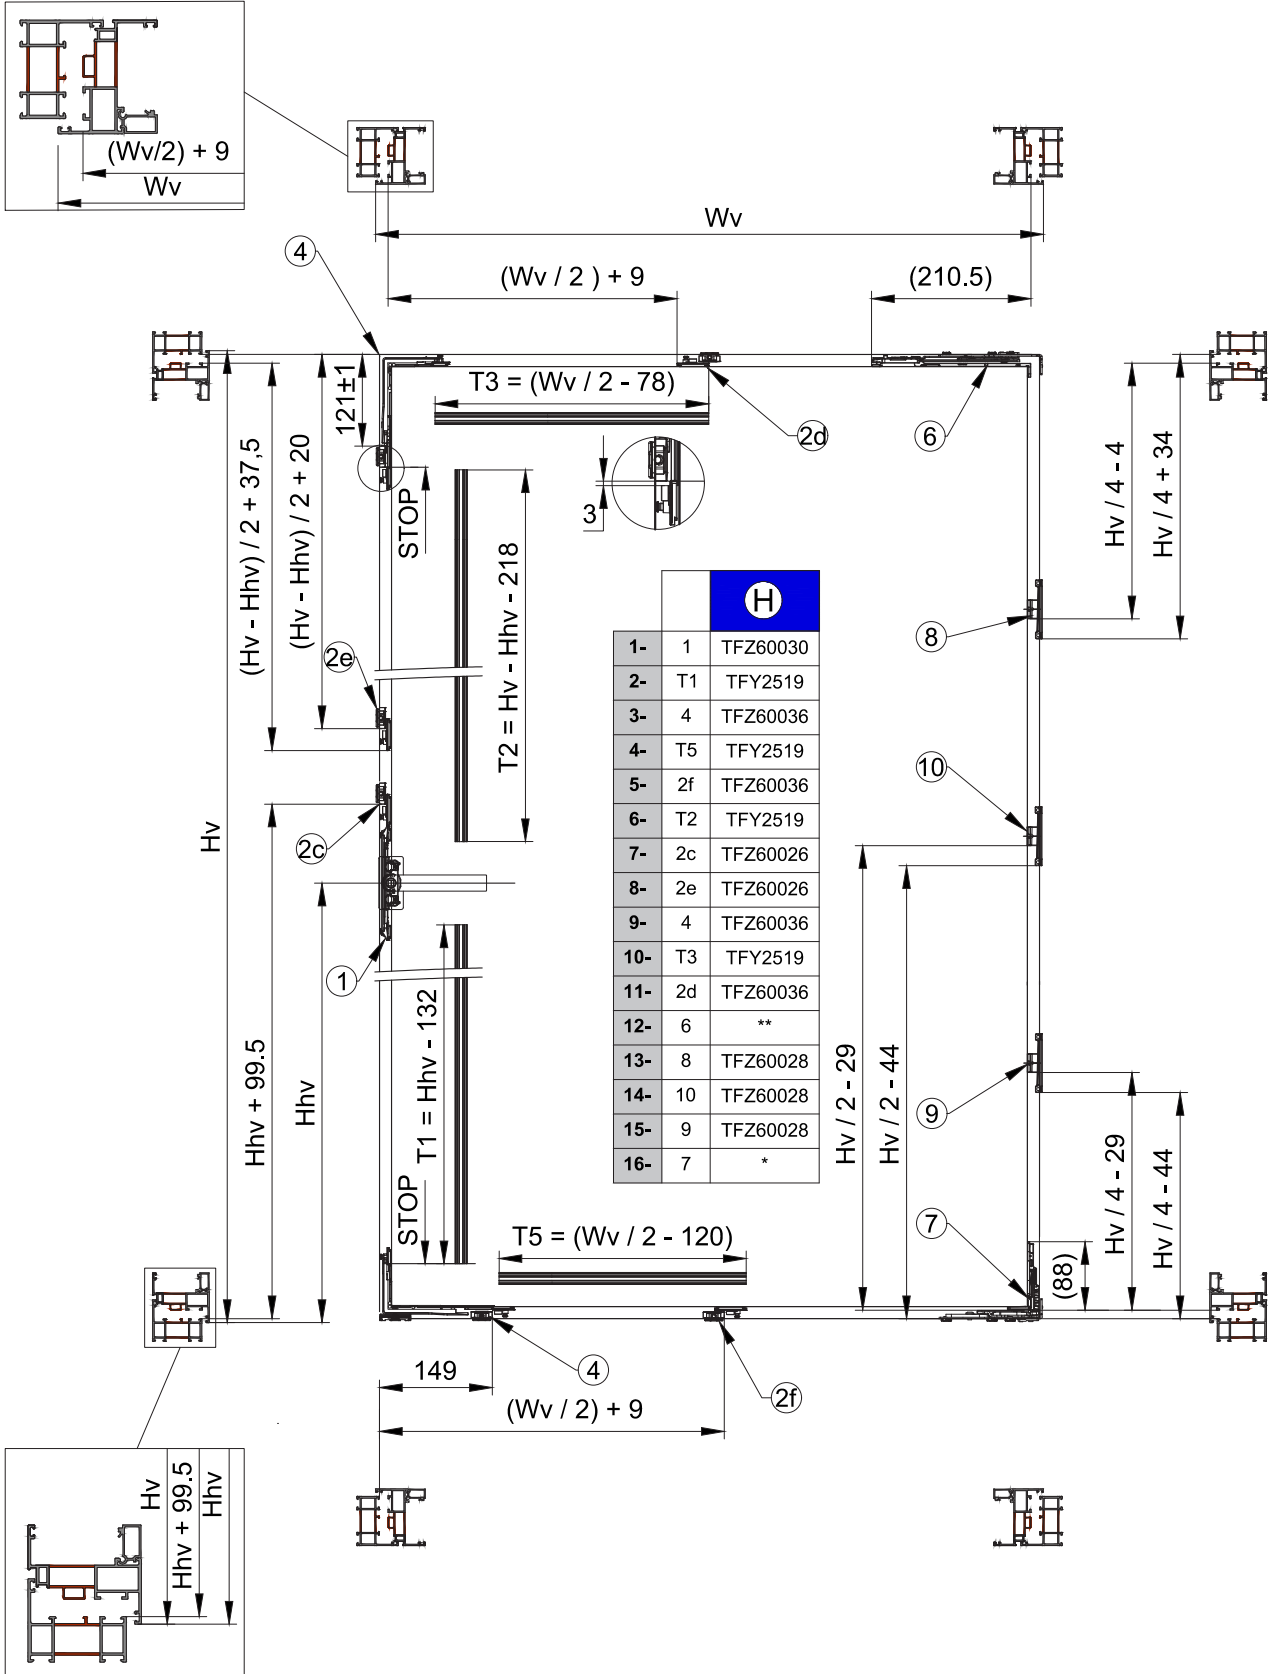 (Wv/2) + 9
Wv
Wv
4
(Wv / 2 ) + 9
(210.5)
121±1
T3 = (Wv / 2 - 78)
2d
6
(Hv - Hhv) / 2 + 37,5
(Hv - Hhv) / 2 + 20
STOP
3
T2 = Hv - Hhv - 218
Hv / 4 - 4
Hv / 4 + 34
H
1- 1 TFZ60030
2- T1 TFY2519
3- 4 TFZ60036
4- T5 TFY2519
5- 2f TFZ60036
6- T2 TFY2519
7- 2c TFZ60026
8- 2e TFZ60026
9- 4 TFZ60036
10- T3 TFY2519
11- 2d TFZ60036
12- 6 **
13- 8 TFZ60028
14- 10 TFZ60028
15- 9 TFZ60028
16- 7 *
8
2e
10
Hv
2c
1
Hhv + 99.5
Hhv
T1 = Hhv - 132
STOP
Hv / 2 - 29
Hv / 2 - 44
9
Hv / 4 - 29
Hv / 4 - 44
7
(88)
T5 = (Wv / 2 - 120)
149
4
(Wv / 2) + 9
2f
Hv
Hhv + 99.5
Hhv